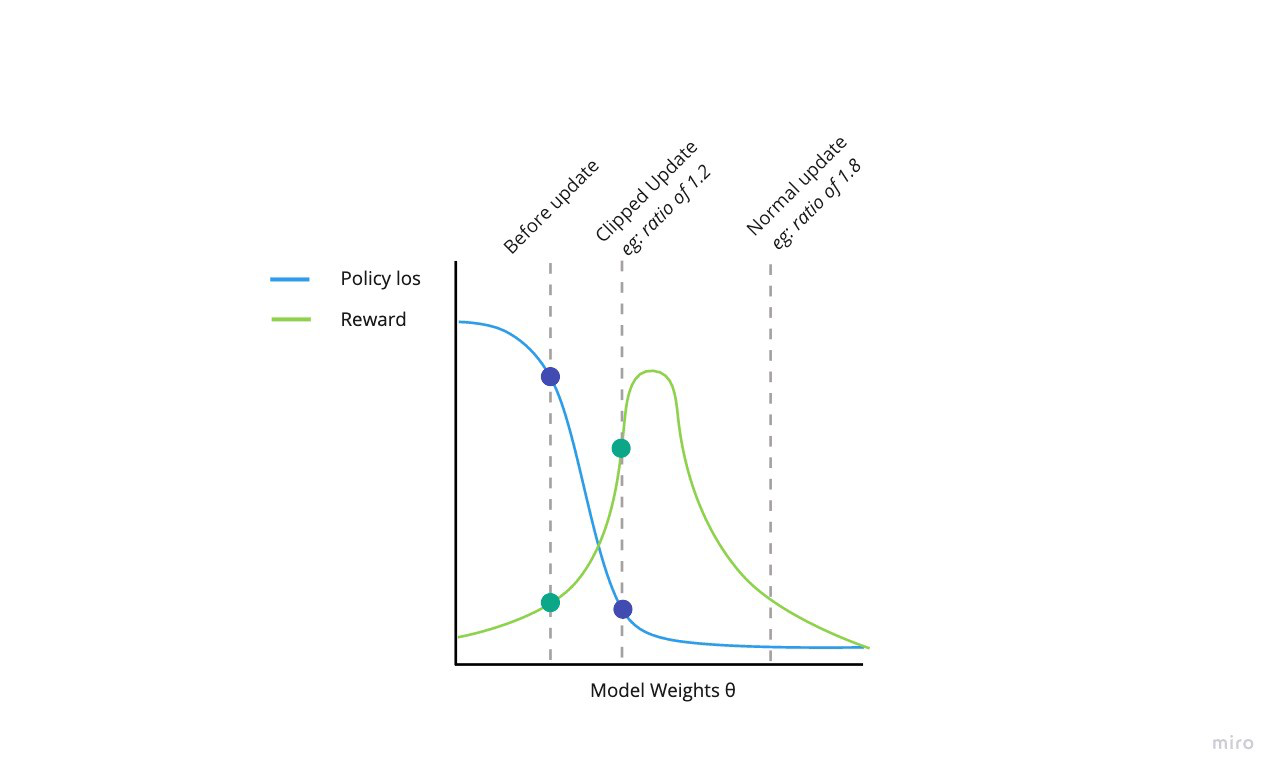 Before update
Clipped Update
eg: ratio of 1.2
Normal update
eg: ratio of 1.8
Policy los
Reward
Model Weights θ
miro